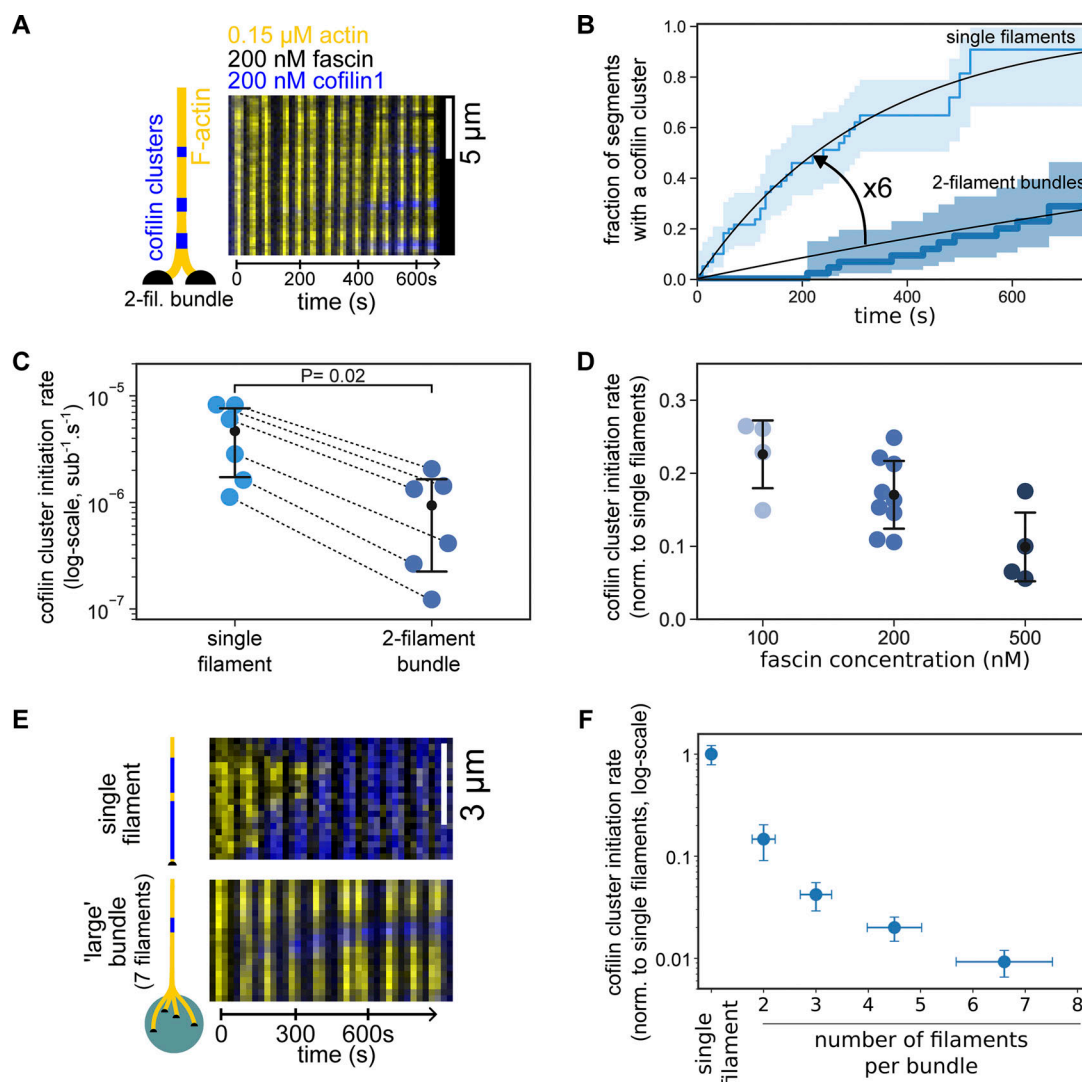 A
0.15 µM actin
200 nM fascin
200 nM cofilin1
cofilin clusters
F-actin
5 µm
0 200 400 600s
2-fil. bundle
time (s)
B
single filaments
2-filament bundles
x6
fraction of segments
with a cofilin cluster
1.0
0.8
0.6
0.4
0.2
0.0
0 200 400 600
time (s)
C
P= 0.02
cofilin cluster initiation rate
(log-scale, sub⁻¹.s⁻¹)
10⁻⁵
10⁻⁶
10⁻⁷
single
filament
2-filament
bundle
D
cofilin cluster initiation rate
(norm. to single filaments)
0.3
0.2
0.1
0.0
100 200 500
fascin concentration (nM)
E
single
filament
3 µm
'large'
bundle
(7 filaments)
0 300 600s
time (s)
F
cofilin cluster initiation rate
(norm. to single filaments, log-scale)
1
0.1
0.01
single
filament
2 3 4 5 6 7 8
number of filaments
per bundle